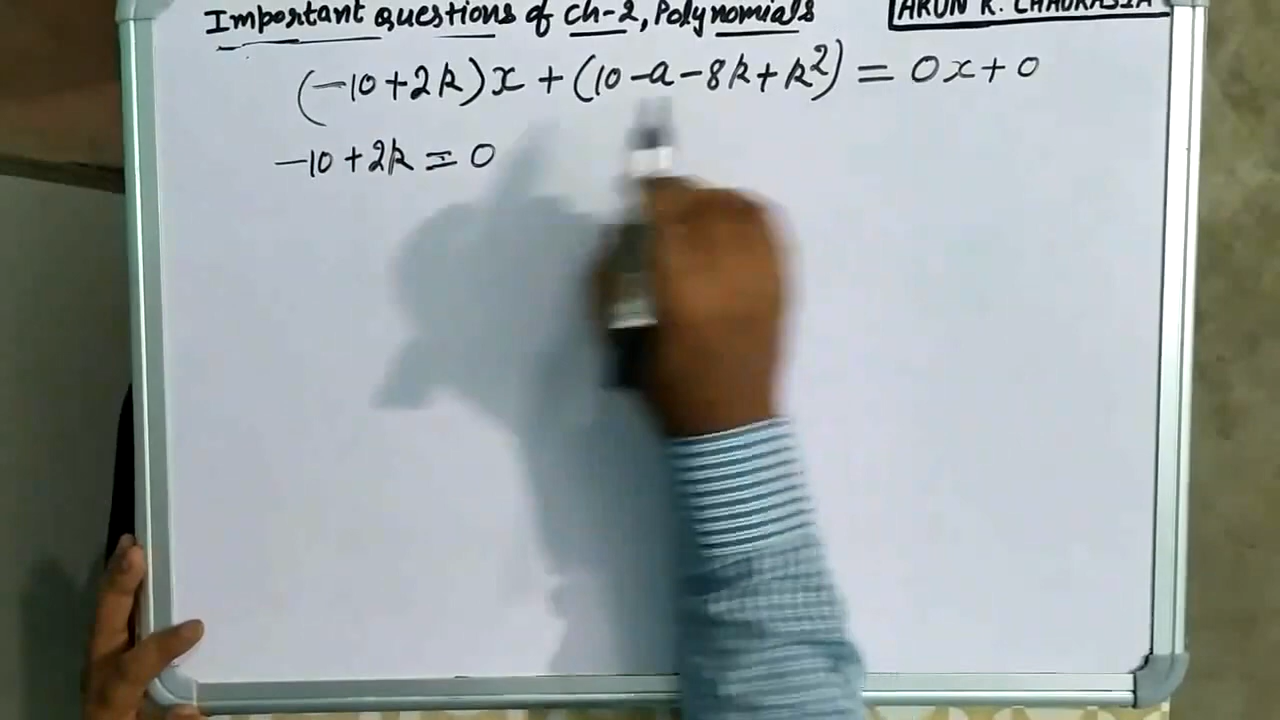 Important questions of ch-2, Polynomials
ARUN K. CHAURASIA
(-10+2k)x + (10-a-8k+k²) = 0x+0
-10+2k=0